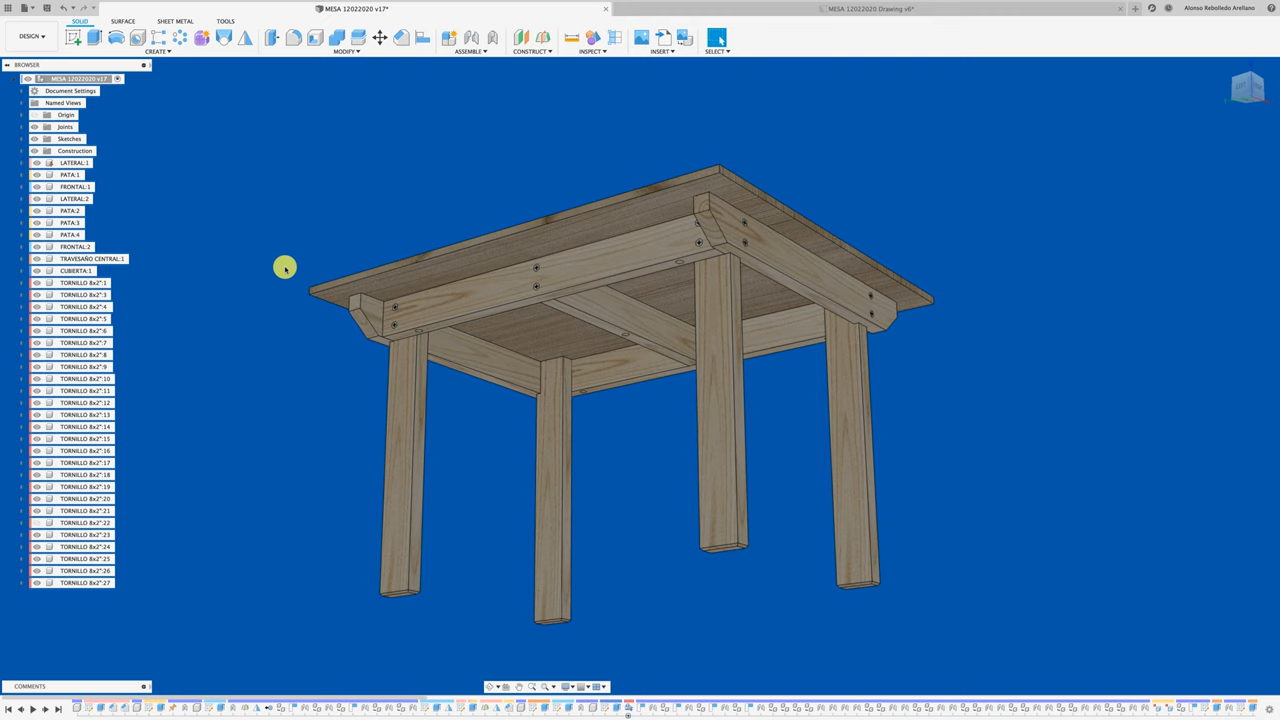 MESA 12022020 v17*
MESA 12022020 Drawing v6*
Alonso Rebolledo Arellano
SOLID SURFACE SHEET METAL TOOLS
DESIGN
CREATE MODIFY ASSEMBLE CONSTRUCT INSPECT INSERT SELECT
BROWSER
MESA 12022020 v17
Document Settings
Named Views
Origin
Joints
Sketches
Construction
LATERAL:1
PATA:1
FRONTAL:1
LATERAL:2
PATA:2
PATA:3
PATA:4
FRONTAL:2
TRAVESAÑO CENTRAL:1
CUBIERTA:1
TORNILLO 8x2":1
TORNILLO 8x2":3
TORNILLO 8x2":4
TORNILLO 8x2":5
TORNILLO 8x2":6
TORNILLO 8x2":7
TORNILLO 8x2":8
TORNILLO 8x2":9
TORNILLO 8x2":10
TORNILLO 8x2":11
TORNILLO 8x2":12
TORNILLO 8x2":13
TORNILLO 8x2":14
TORNILLO 8x2":15
TORNILLO 8x2":16
TORNILLO 8x2":17
TORNILLO 8x2":18
TORNILLO 8x2":19
TORNILLO 8x2":20
TORNILLO 8x2":21
TORNILLO 8x2":22
TORNILLO 8x2":23
TORNILLO 8x2":24
TORNILLO 8x2":25
TORNILLO 8x2":26
TORNILLO 8x2":27
COMMENTS